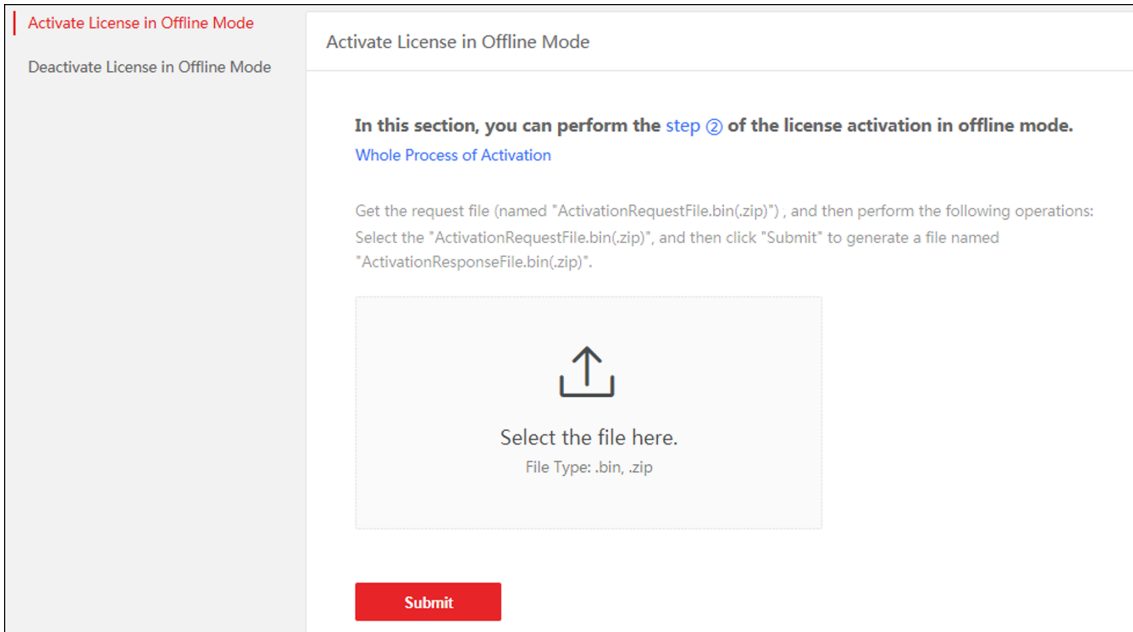 Activate License in Offline Mode
Deactivate License in Offline Mode
Activate License in Offline Mode
In this section, you can perform the step ② of the license activation in offline mode.
Whole Process of Activation
Get the request file (named "ActivationRequestFile.bin(.zip)") , and then perform the following operations:
Select the "ActivationRequestFile.bin(.zip)", and then click "Submit" to generate a file named
"ActivationResponseFile.bin(.zip)".
Select the file here.
File Type: .bin, .zip
Submit